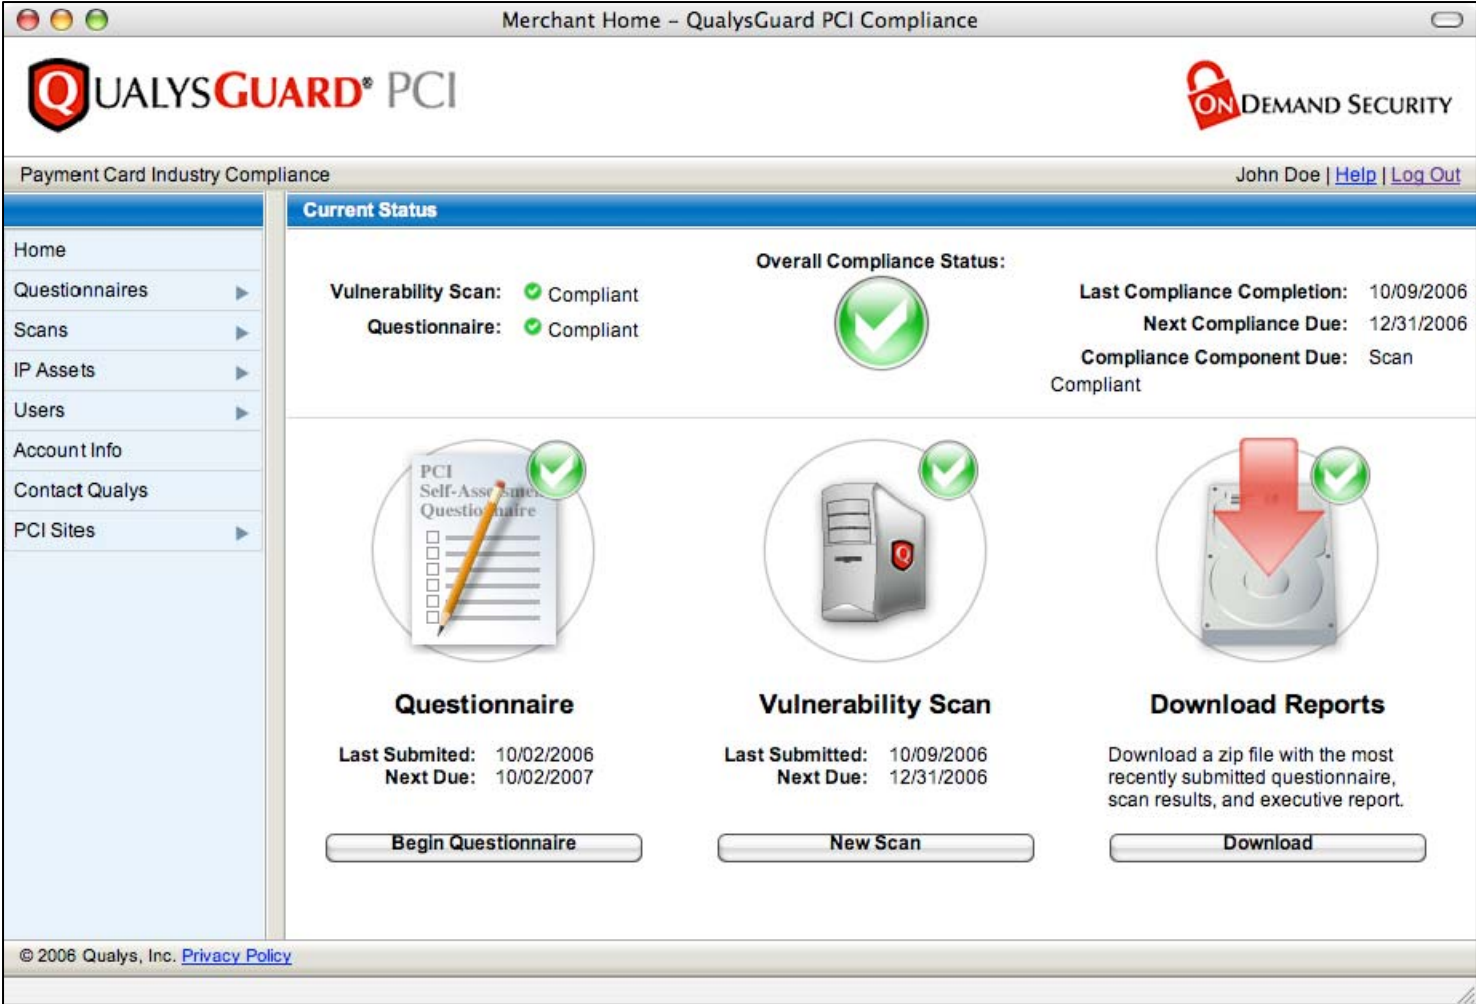 Merchant Home – QualysGuard PCI Compliance
QUALYSGUARD® PCI
ON DEMAND SECURITY
Payment Card Industry Compliance
John Doe | Help | Log Out
Current Status
Home
Questionnaires
Scans
IP Assets
Users
Account Info
Contact Qualys
PCI Sites
Vulnerability Scan: Compliant
Questionnaire: Compliant
Overall Compliance Status:
Last Compliance Completion: 10/09/2006
Next Compliance Due: 12/31/2006
Compliance Component Due: Scan
Compliant
PCI
Self-Assessment
Questionnaire
Q
Questionnaire
Last Submited: 10/02/2006
Next Due: 10/02/2007
Begin Questionnaire
Vulnerability Scan
Last Submitted: 10/09/2006
Next Due: 12/31/2006
New Scan
Download Reports
Download a zip file with the most
recently submitted questionnaire,
scan results, and executive report.
Download
© 2006 Qualys, Inc. Privacy Policy